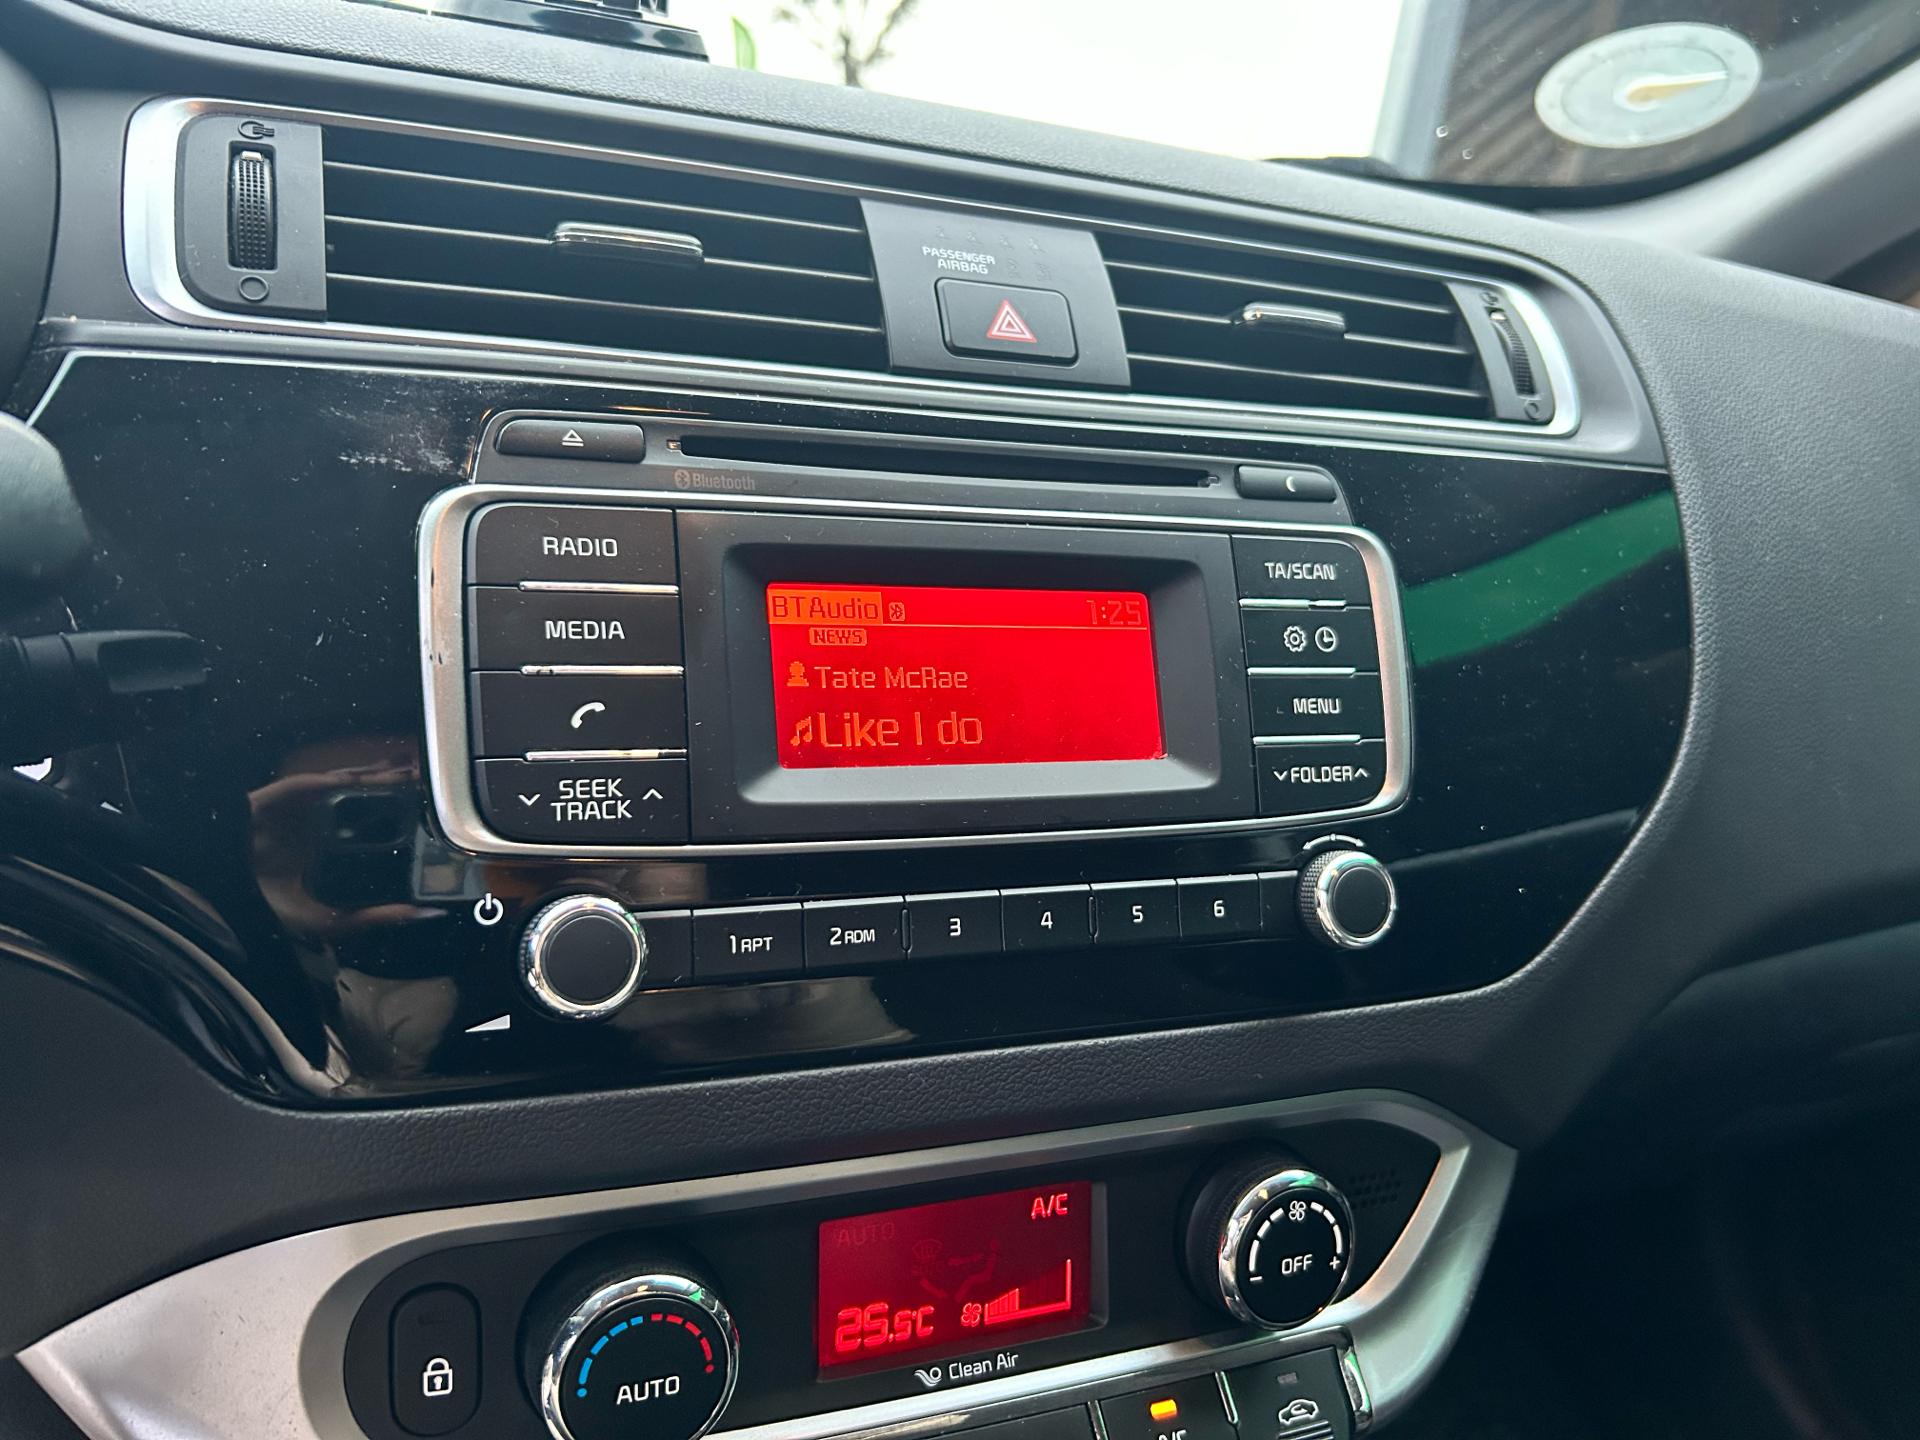 PASSENGER
AIRBAG
Bluetooth
RADIO
MEDIA
SEEK
TRACK
BT Audio 1:25
NEWS
Tate McRae
Like I do
TA/SCAN
MENU
FOLDER
1 RPT
2 RDM
3
4
5
6
AUTO
A/C
25.5°C
Clean Air
AUTO
OFF
A/C